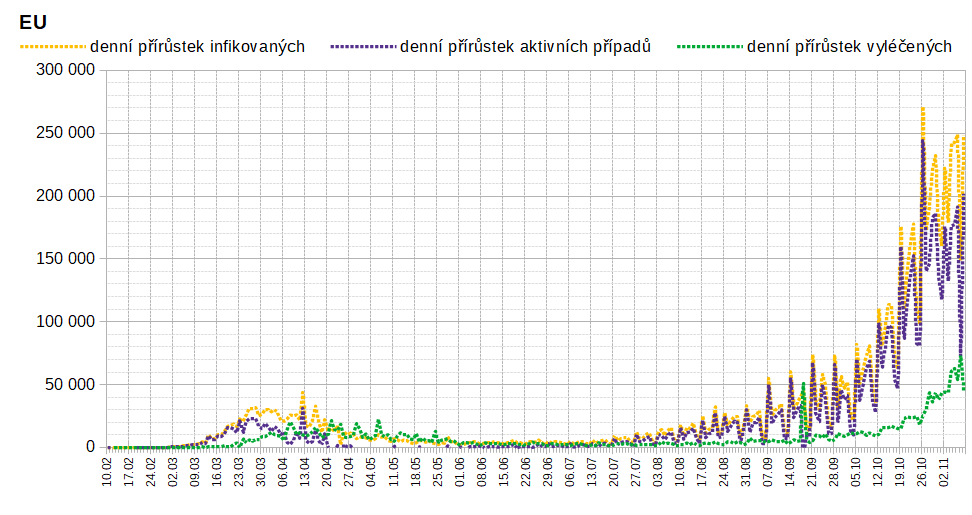 EU
denní přírůstek infikovaných denní přírůstek aktivních případů denní přírůstek vyléčených
300 000
250 000
200 000
150 000
100 000
50 000
0
10.02 17.02 24.02 02.03 09.03 16.03 23.03 30.03 06.04 13.04 20.04 27.04 04.05 11.05 18.05 25.05 01.06 08.06 15.06 22.06 29.06 06.07 13.07 20.07 27.07 03.08 10.08 17.08 24.08 31.08 07.09 14.09 21.09 28.09 05.10 12.10 19.10 26.10 02.11